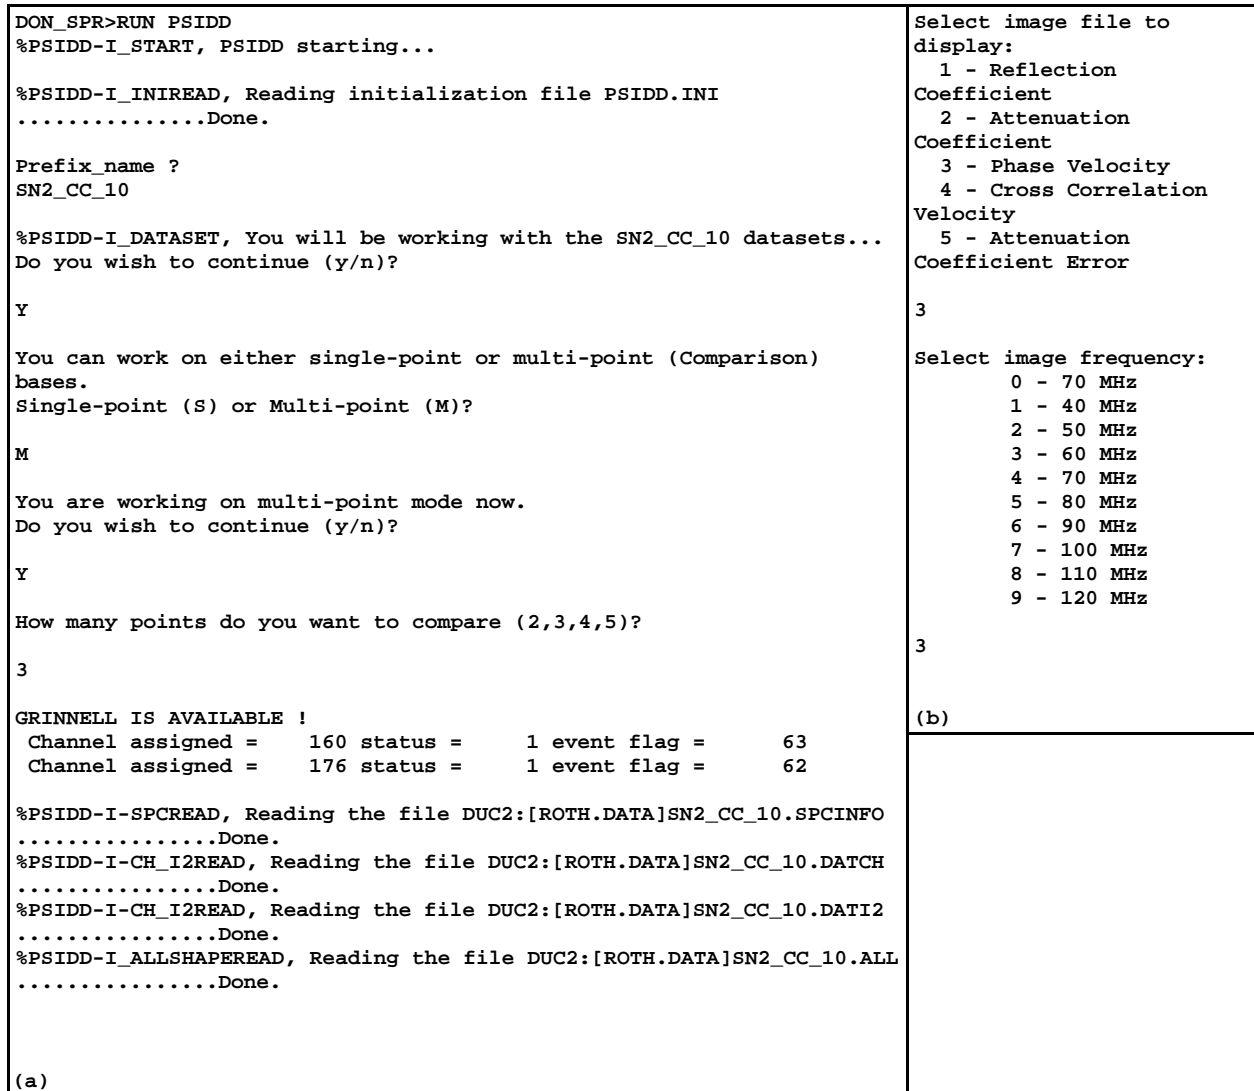 DON_SPR>RUN PSIDD
%PSIDD-I_START, PSIDD starting...
%PSIDD-I_INIREAD, Reading initialization file PSIDD.INI
...............Done.
Prefix_name ?
SN2_CC_10
%PSIDD-I_DATASET, You will be working with the SN2_CC_10 datasets...
Do you wish to continue (y/n)?
Y
You can work on either single-point or multi-point (Comparison)
bases.
Single-point (S) or Multi-point (M)?
M
You are working on multi-point mode now.
Do you wish to continue (y/n)?
Y
How many points do you want to compare (2,3,4,5)?
3
GRINNELL IS AVAILABLE !
Channel assigned = 160 status = 1 event flag = 63
Channel assigned = 176 status = 1 event flag = 62
%PSIDD-I-SPCREAD, Reading the file DUC2:[ROTH.DATA]SN2_CC_10.SPCINFO
................Done.
%PSIDD-I-CH_I2READ, Reading the file DUC2:[ROTH.DATA]SN2_CC_10.DATCH
................Done.
%PSIDD-I-CH_I2READ, Reading the file DUC2:[ROTH.DATA]SN2_CC_10.DATI2
................Done.
%PSIDD-I_ALLSHAPEREAD, Reading the file DUC2:[ROTH.DATA]SN2_CC_10.ALL
................Done.
(a)
Select image file to
display:
1 - Reflection
Coefficient
2 - Attenuation
Coefficient
3 - Phase Velocity
4 - Cross Correlation
Velocity
5 - Attenuation
Coefficient Error
3
Select image frequency:
0 - 70 MHz
1 - 40 MHz
2 - 50 MHz
3 - 60 MHz
4 - 70 MHz
5 - 80 MHz
6 - 90 MHz
7 - 100 MHz
8 - 110 MHz
9 - 120 MHz
3
(b)